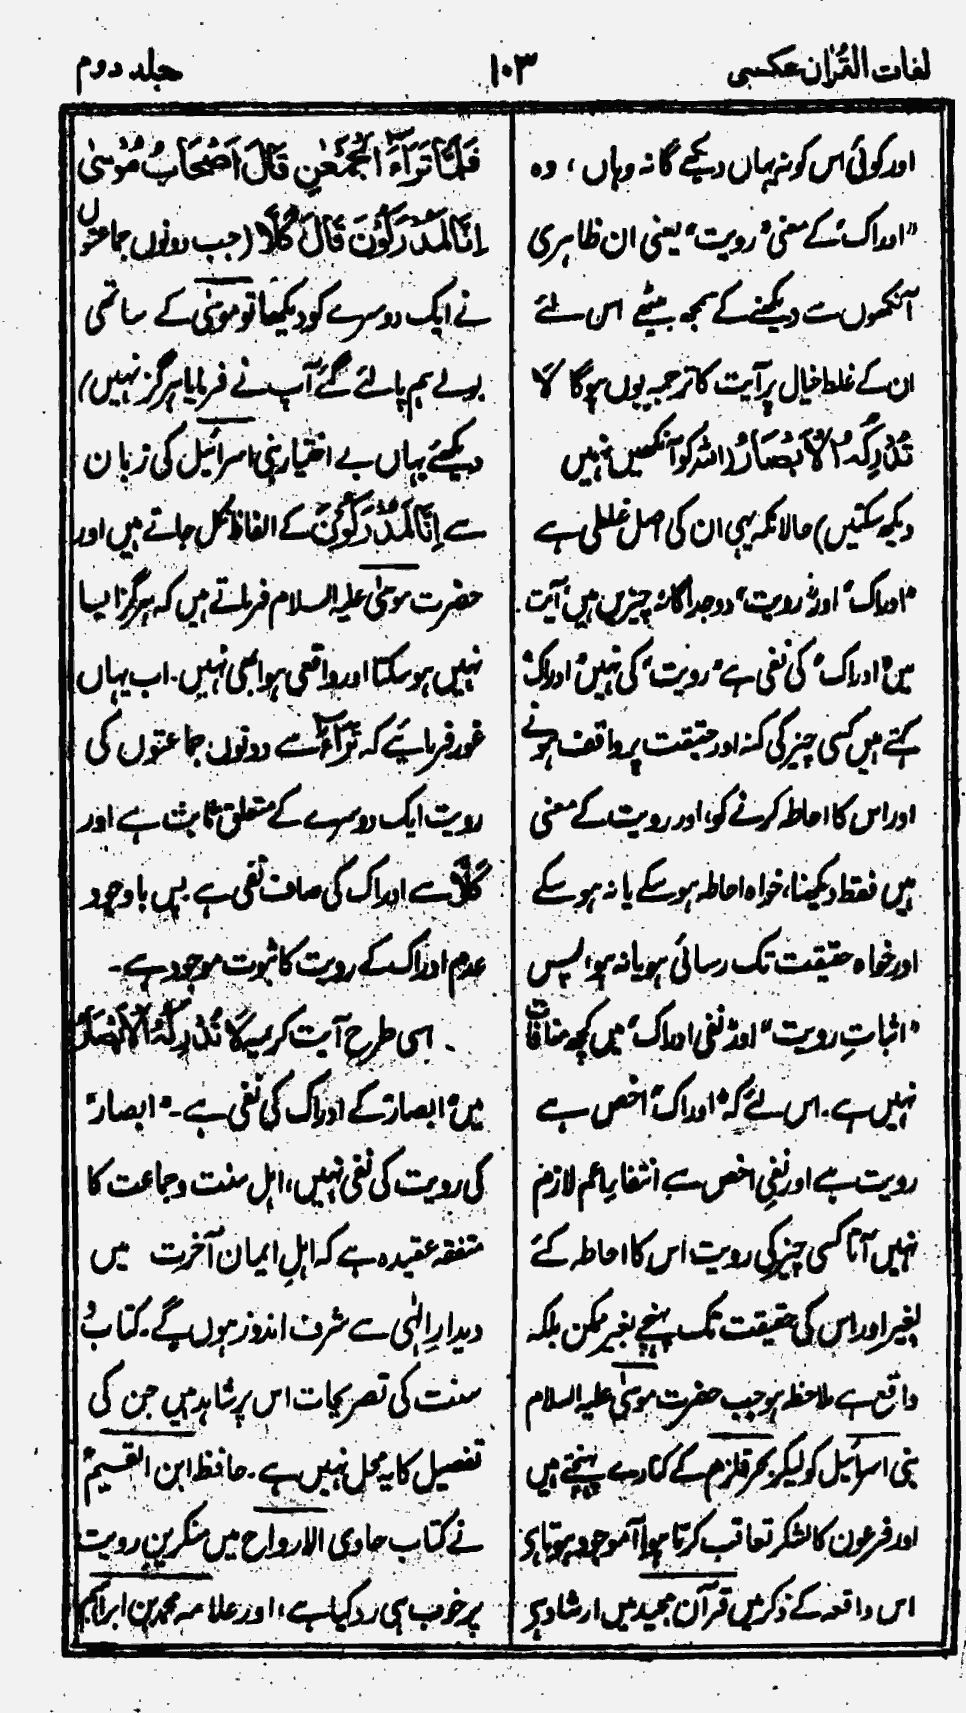 لغات القرآن عکسی ۱۰۳ جلد دوم
اور کوئی اس کو نہ یہاں دیکھے گا نہ وہاں ، وہ
"ادراک" کے معنی "رویت" یعنی ان ظاہری
آنکھوں سے دیکھنے کے سمجھ بیٹھے اس لئے
ان کے غلط خیال پر آیت کا ترجمہ یوں ہوگا لَا
تُدْرِكُهُ الْاَبْصَارُ (اللہ کو آنکھیں نہیں
دیکھ سکتیں) حالانکہ یہی ان کی اصل غلطی ہے
"ادراک" اور "رویت" دو جداگانہ چیزیں ہیں، آیت
میں "ادراک" کی نفی ہے "رویت" کی نہیں "ادراک"
کہتے ہیں کسی چیز کی کنہ اور حقیقت پر واقف ہونے
اور اس کا احاطہ کرنے کو، اور رویت کے معنی
ہیں فقط دیکھنا، خواہ احاطہ ہو سکے یا نہ ہو سکے
اور خواہ حقیقت تک رسائی ہو یا نہ ہو، پس
"اثباتِ رویت" اور "نفی ادراک" میں کچھ منافات
نہیں ہے۔ اس لئے کہ "ادراک" اخص ہے
رویت سے اور نفیِ اخص سے انتفایِ اعم لازم
نہیں آتا کسی چیز کی رویت اس کا احاطہ کئے
بغیر اور اس کی حقیقت تک پہنچے بغیر ممکن بلکہ
واقع ہے ملاحظہ ہو جب حضرت موسیٰ علیہ السلام
بنی اسرائیل کو لیکر بحر قلزم کے کنارے پہنچتے ہیں
اور فرعون کا لشکر تعاقب کرتا ہوا آموجود ہوتا ہے
اس واقعہ کے ذکر میں قرآن مجید میں ارشاد ہے
فَلَمَّا تَرَآءَ الْجَمْعٰنِ قَالَ اَصْحَابُ مُوْسٰى
اِنَّا لَمُدْرَكُوْنَ قَالَ كَلَّا (جب دونوں جماعتوں
نے ایک دوسرے کو دیکھا تو موسیٰ کے ساتھی
بولے ہم پالئے گئے آپ نے فرمایا ہرگز نہیں)
دیکھئے یہاں بے اختیار بنی اسرائیل کی زبان
سے اِنَّا لَمُدْرَكُوْنَ کے الفاظ نکل جاتے ہیں اور
حضرت موسیٰ علیہ السلام فرماتے ہیں کہ ہرگز ایسا
نہیں ہو سکتا اور واقعی ہوا بھی نہیں۔ اب یہاں
غور فرمائیے کہ تَرَآءَ سے دونوں جماعتوں کی
رویت ایک دوسرے کے متعلق ثابت ہے اور
كَلَّا سے ادراک کی صاف نفی ہے پس باوجود
عدم ادراک کے رویت کا ثبوت موجود ہے۔
اسی طرح آیت کریمہ لَا تُدْرِكُهُ الْاَبْصَارُ
میں "ابصار" کے ادراک کی نفی ہے۔ "ابصار"
کی رویت کی نفی نہیں، اہل سنت و جماعت کا
متفقہ عقیدہ ہے کہ اہلِ ایمان آخرت میں
دیدارِ الٰہی سے شرف اندوز ہوں گے۔ کتاب و
سنت کی تصریحات اس پر شاہد ہیں جن کی
تفصیل کا یہ محل نہیں ہے۔ حافظ ابن القیم
نے کتاب حاوی الارواح میں منکرین رویت
پر خوب ہی رد کیا ہے، اور علامہ محمد بن ابراہیم